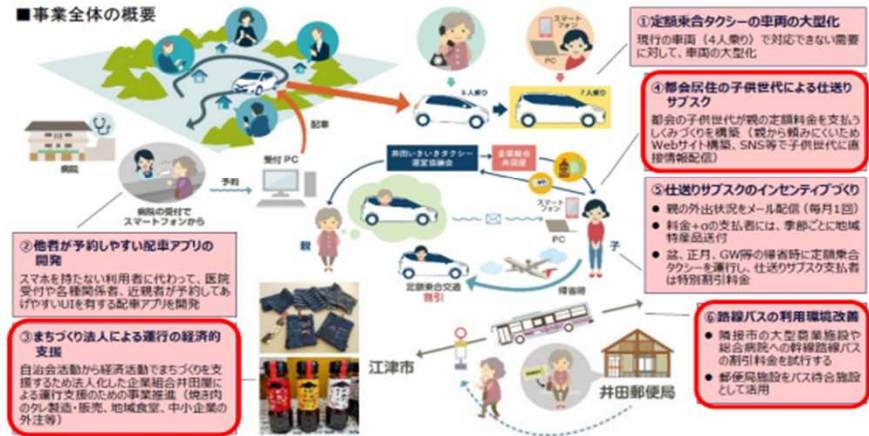 ■事業全体の概要
病院
病院の受付で
スマートフォンから
予約
受付PC
配車
スマート
フォン
PC
7人乗り
井田いきいきタクシー
運営協議会
企業組合
井田屋
親
スマート
フォン
PC
子
定額乗合交通
割引
帰省時
江津市
井田郵便局
①定額乗合タクシーの車両の大型化
現行の車両（4人乗り）で対応できない需要
に対して、車両の大型化
④都会居住の子供世代による仕送り
サブスク
都会の子供世代が親の定額料金を支払う
しくみづくりを構築（親から頼みにくいため
Webサイト構築、SNS等で子供世代に直
接情報配信）
⑤仕送りサブスクのインセンティブづくり
● 親の外出状況をメール配信（毎月1回）
● 料金+αの支払者には、季節ごとに地域
特産品送付
● 盆、正月、GW等の帰省時に定額乗合
タクシーを運行し、仕送りサブスク支払者
は特別割引料金
⑥路線バスの利用環境改善
● 隣接市の大型商業施設や
総合病院への幹線路線バス
の割引料金を試行する
● 郵便局施設をバス待合施設
として活用
②他者が予約しやすい配車アプリの
開発
スマホを持たない利用者に代わって、医院
受付や各種関係者、近親者が予約してあ
げやすいUIを有する配車アプリを開発
③まちづくり法人による運行の経済的
支援
自治会活動から経済活動でまちづくりを支
援するため法人化した企業組合井田屋に
よる運行支援のための事業推進（焼き肉
のタレ製造・販売、地域食堂、中小企業の
外注等）